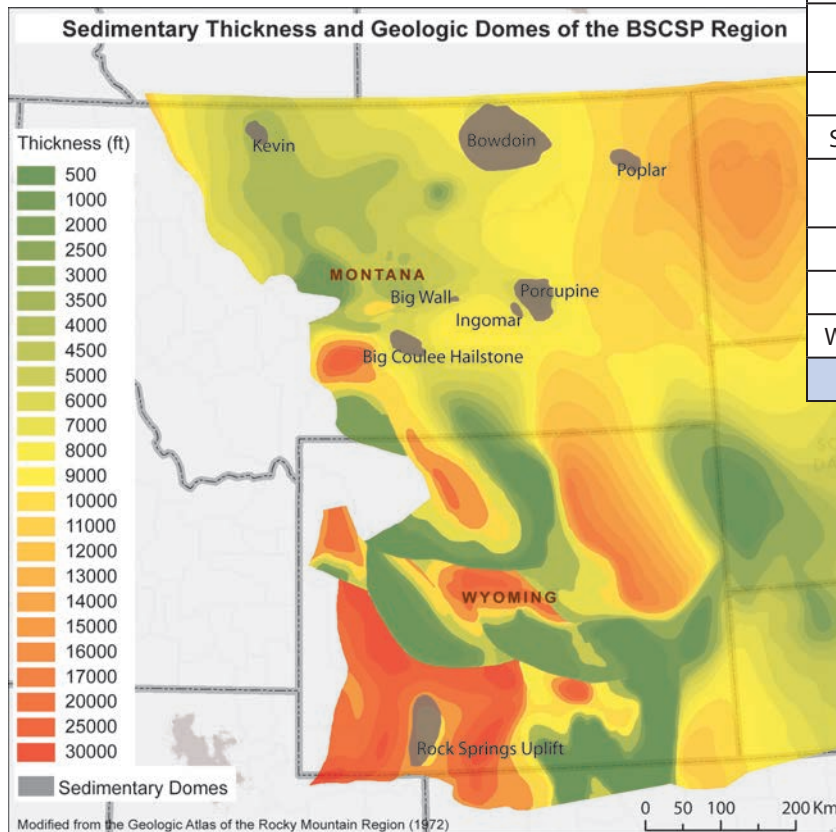 Sedimentary Thickness and Geologic Domes of the BSCSP Region
Thickness (ft)
500
1000
2000
2500
3000
3500
4000
4500
5000
6000
7000
8000
9000
10000
11000
12000
13000
14000
15000
16000
17000
20000
25000
30000
Sedimentary Domes
Kevin
Bowdoin
Poplar
MONTANA
Big Wall
Porcupine
Ingomar
Big Coulee Hailstone
WYOMING
Rock Springs Uplift
Modified from the Geologic Atlas of the Rocky Mountain Region (1972)
0 50 100 200 Km
S
W